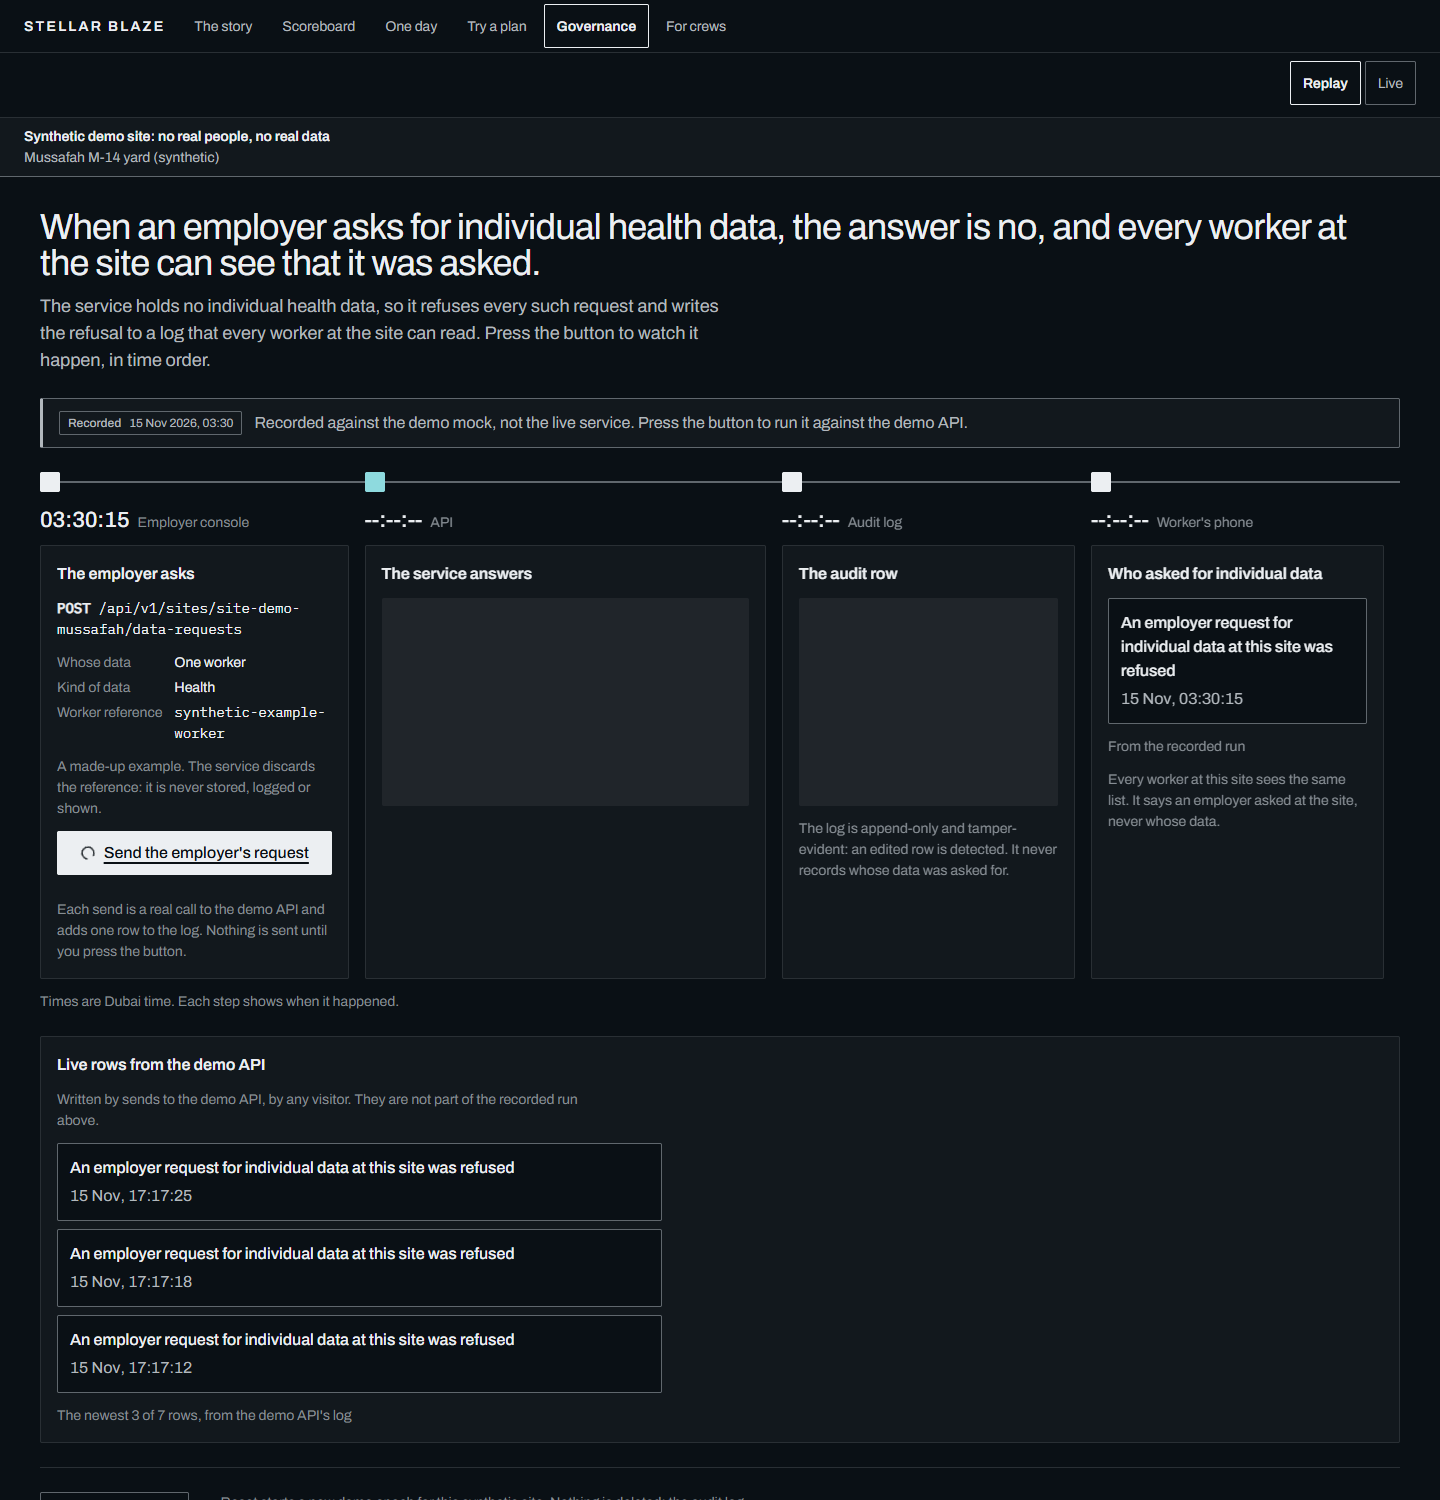 STELLAR BLAZE The story Scoreboard One day Try a plan Governance For crews
Replay Live
Synthetic demo site: no real people, no real data
Mussafah M-14 yard (synthetic)
When an employer asks for individual health data, the answer is no, and every worker at
the site can see that it was asked.
The service holds no individual health data, so it refuses every such request and writes
the refusal to a log that every worker at the site can read. Press the button to watch it
happen, in time order.
Recorded 15 Nov 2026, 03:30 Recorded against the demo mock, not the live service. Press the button to run it against the demo API.
03:30:15 Employer console
The employer asks
POST /api/v1/sites/site-demo-
mussafah/data-requests
Whose data One worker
Kind of data Health
Worker reference synthetic-example-
worker
A made-up example. The service discards
the reference: it is never stored, logged or
shown.
Send the employer's request
Each send is a real call to the demo API and
adds one row to the log. Nothing is sent until
you press the button.
--:--:-- API
The service answers
--:--:-- Audit log
The audit row
The log is append-only and tamper-
evident: an edited row is detected. It never
records whose data was asked for.
--:--:-- Worker's phone
Who asked for individual data
An employer request for
individual data at this site was
refused
15 Nov, 03:30:15
From the recorded run
Every worker at this site sees the same
list. It says an employer asked at the site,
never whose data.
Times are Dubai time. Each step shows when it happened.
Live rows from the demo API
Written by sends to the demo API, by any visitor. They are not part of the recorded run
above.
An employer request for individual data at this site was refused
15 Nov, 17:17:25
An employer request for individual data at this site was refused
15 Nov, 17:17:18
An employer request for individual data at this site was refused
15 Nov, 17:17:12
The newest 3 of 7 rows, from the demo API's log